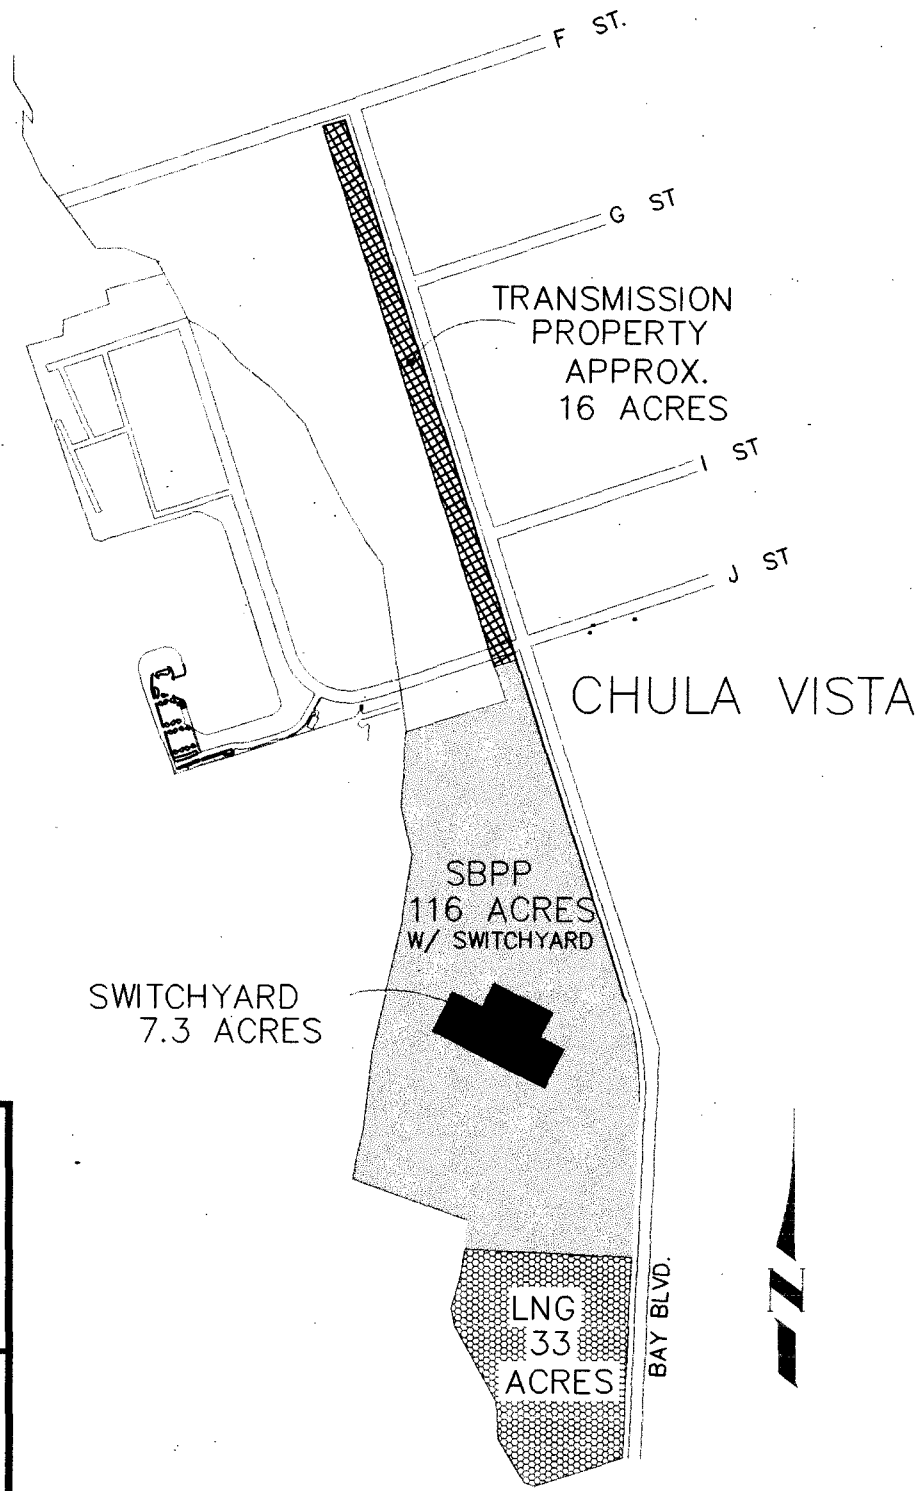 F ST.
G ST
TRANSMISSION
PROPERTY
APPROX.
16 ACRES
I ST
J ST
CHULA VISTA
SBPP
116 ACRES
W/ SWITCHYARD
SWITCHYARD
7.3 ACRES
LNG
33
ACRES
BAY BLVD.
N